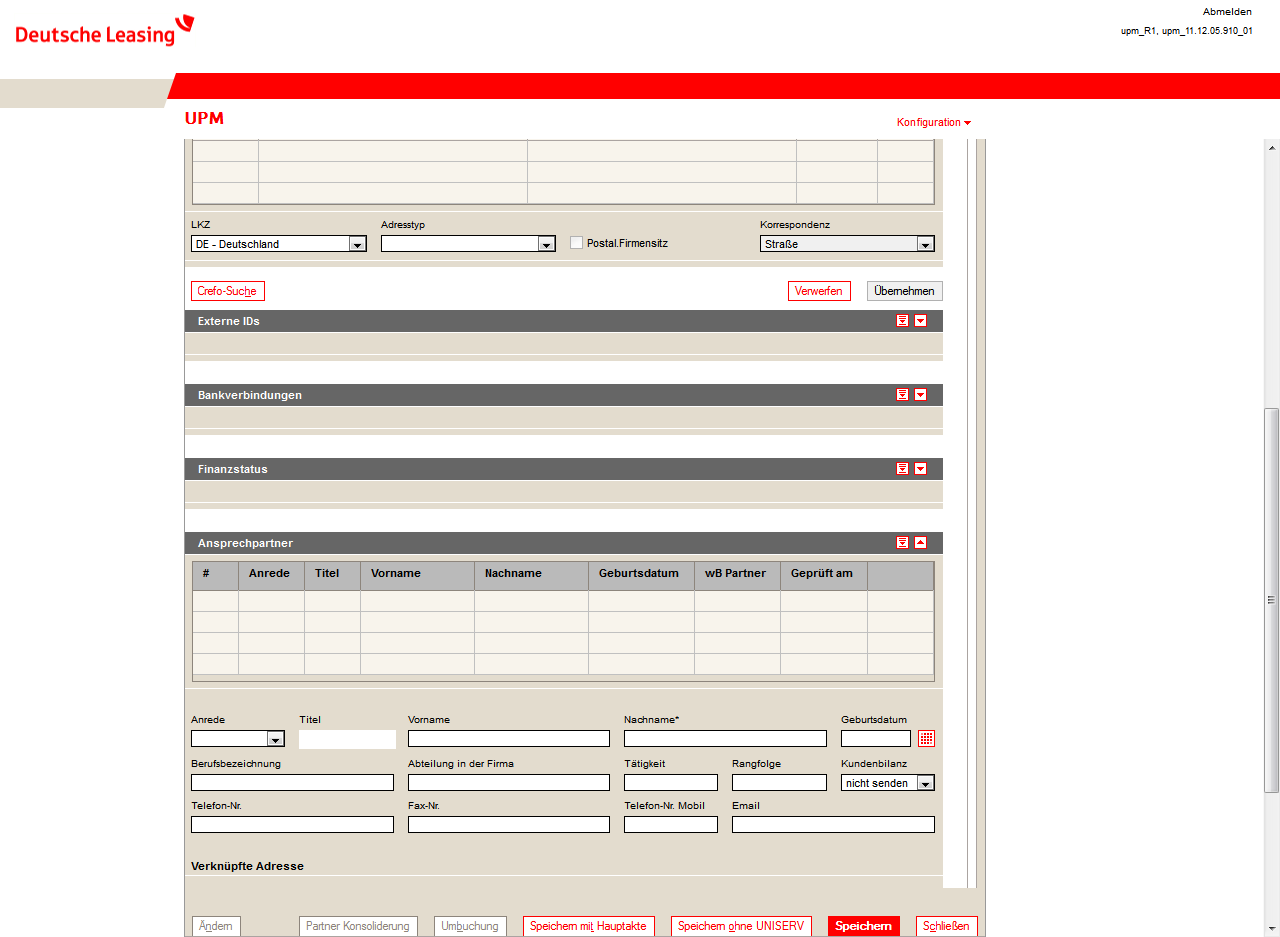 Abmelden
Deutsche Leasing
upm_R1, upm_11.12.05.910_01
UPM
Konfiguration
LKZ Adresstyp Korrespondenz
DE - Deutschland Postal.Firmensitz Straße
Crefo-Suche Verwerfen Übernehmen
Externe IDs
Bankverbindungen
Finanzstatus
Ansprechpartner
# Anrede Titel Vorname Nachname Geburtsdatum wB Partner Geprüft am
Anrede Titel Vorname Nachname* Geburtsdatum
Berufsbezeichnung Abteilung in der Firma Tätigkeit Rangfolge Kundenbilanz
nicht senden
Telefon-Nr. Fax-Nr. Telefon-Nr. Mobil Email
Verknüpfte Adresse
Ändern Partner Konsolidierung Umbuchung Speichern mit Hauptakte Speichern ohne UNISERV Speichern Schließen